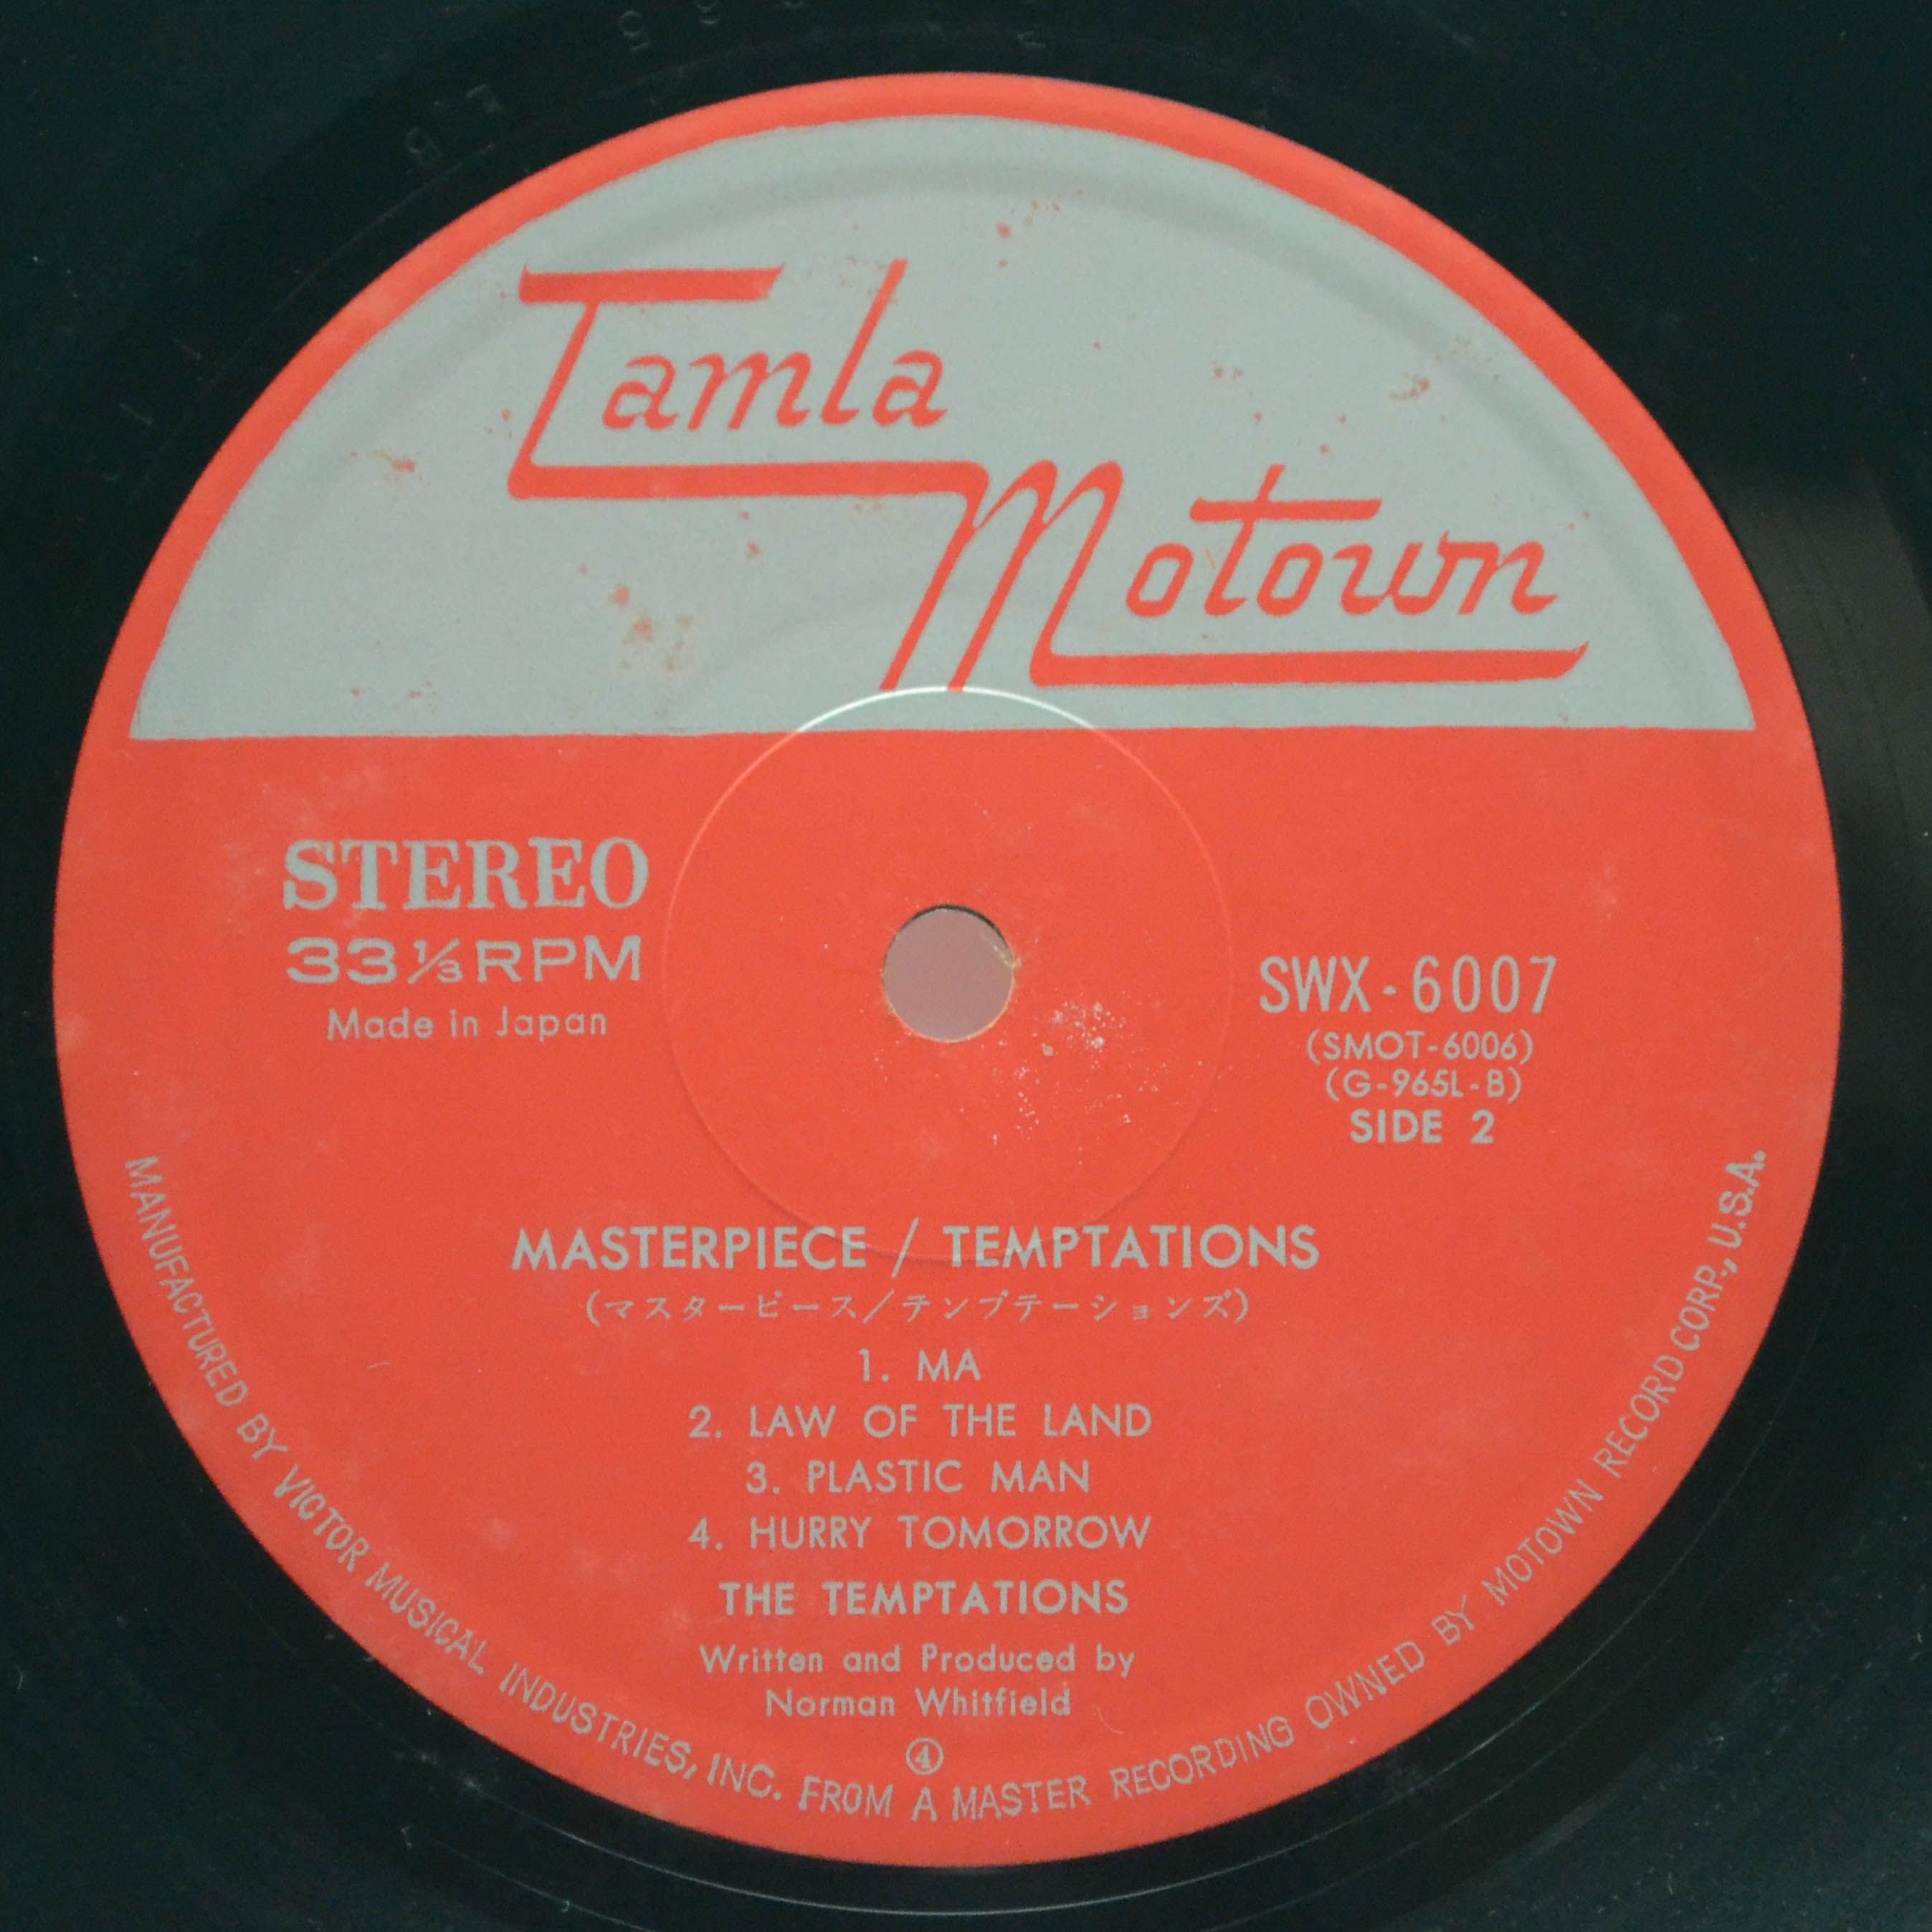 Tamla
Motown
STEREO
33⅓RPM
Made in Japan
SWX-6007
(SMOT-6006)
(G-965L-B)
SIDE 2
MASTERPIECE / TEMPTATIONS
(マスターピース/テンプテーションズ)
1. MA
2. LAW OF THE LAND
3. PLASTIC MAN
4. HURRY TOMORROW
THE TEMPTATIONS
Written and Produced by
Norman Whitfield
④
MANUFACTURED BY VICTOR MUSICAL INDUSTRIES, INC. FROM A MASTER RECORDING OWNED BY MOTOWN RECORD CORP., U.S.A.